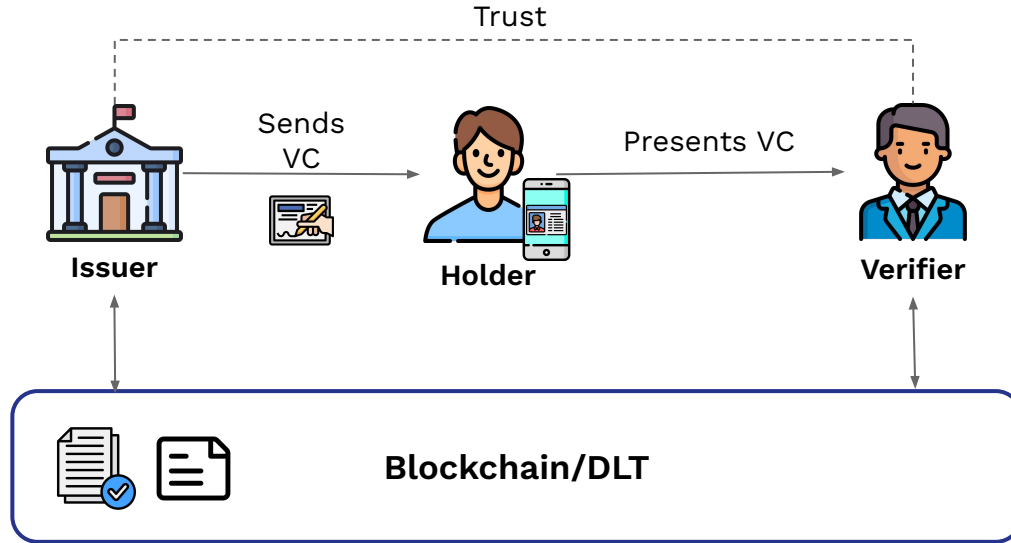 Trust
Sends
VC
Presents VC
Issuer
Holder
Verifier
Blockchain/DLT